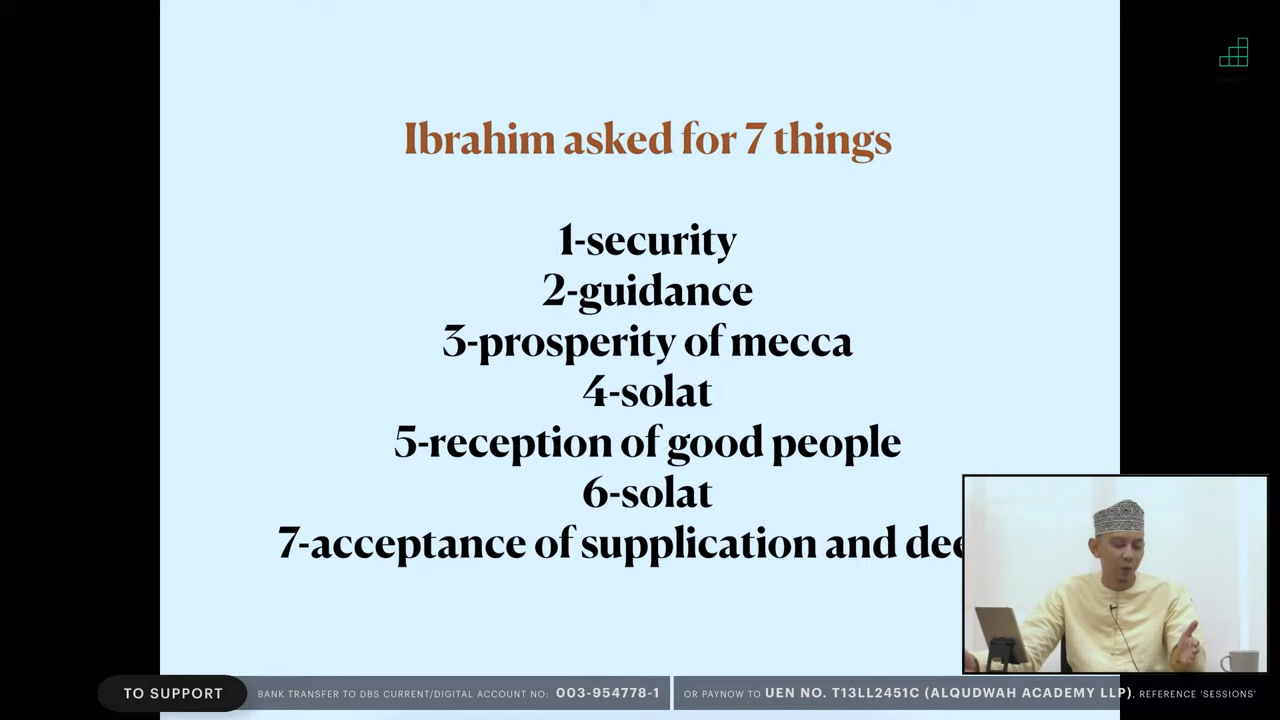 Ibrahim asked for 7 things
1-security
2-guidance
3-prosperity of mecca
4-solat
5-reception of good people
6-solat
7-acceptance of supplication and
TO SUPPORT
BANK TRANSFER TO DBS CURRENT/DIGITAL ACCOUNT NO: 003-954778-1
OR PAYNOW TO UEN NO. T13LL2451C (ALQUDWAH ACADEMY LLP), REFERENCE 'SESSIONS'